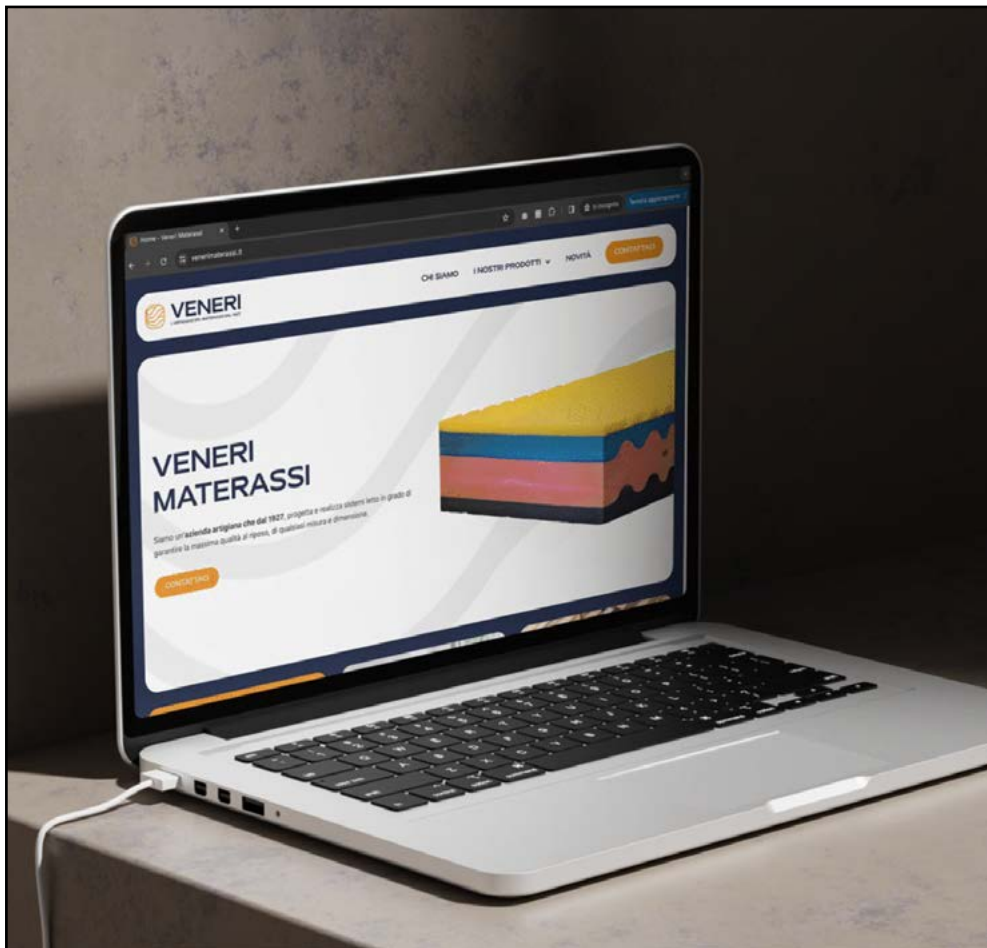 Home - Veneri Materassi
venerimaterassi.it
In incognito
CHI SIAMO
I NOSTRI PRODOTTI
NOVITÀ
CONTATTACI
VENERI
VENERI
MATERASSI
Siamo un'azienda artigiana che dal 1927, progetta e realizza sistemi letto in grado di
garantire la massima qualità al riposo, di qualsiasi misura e dimensione.
CONTATTACI